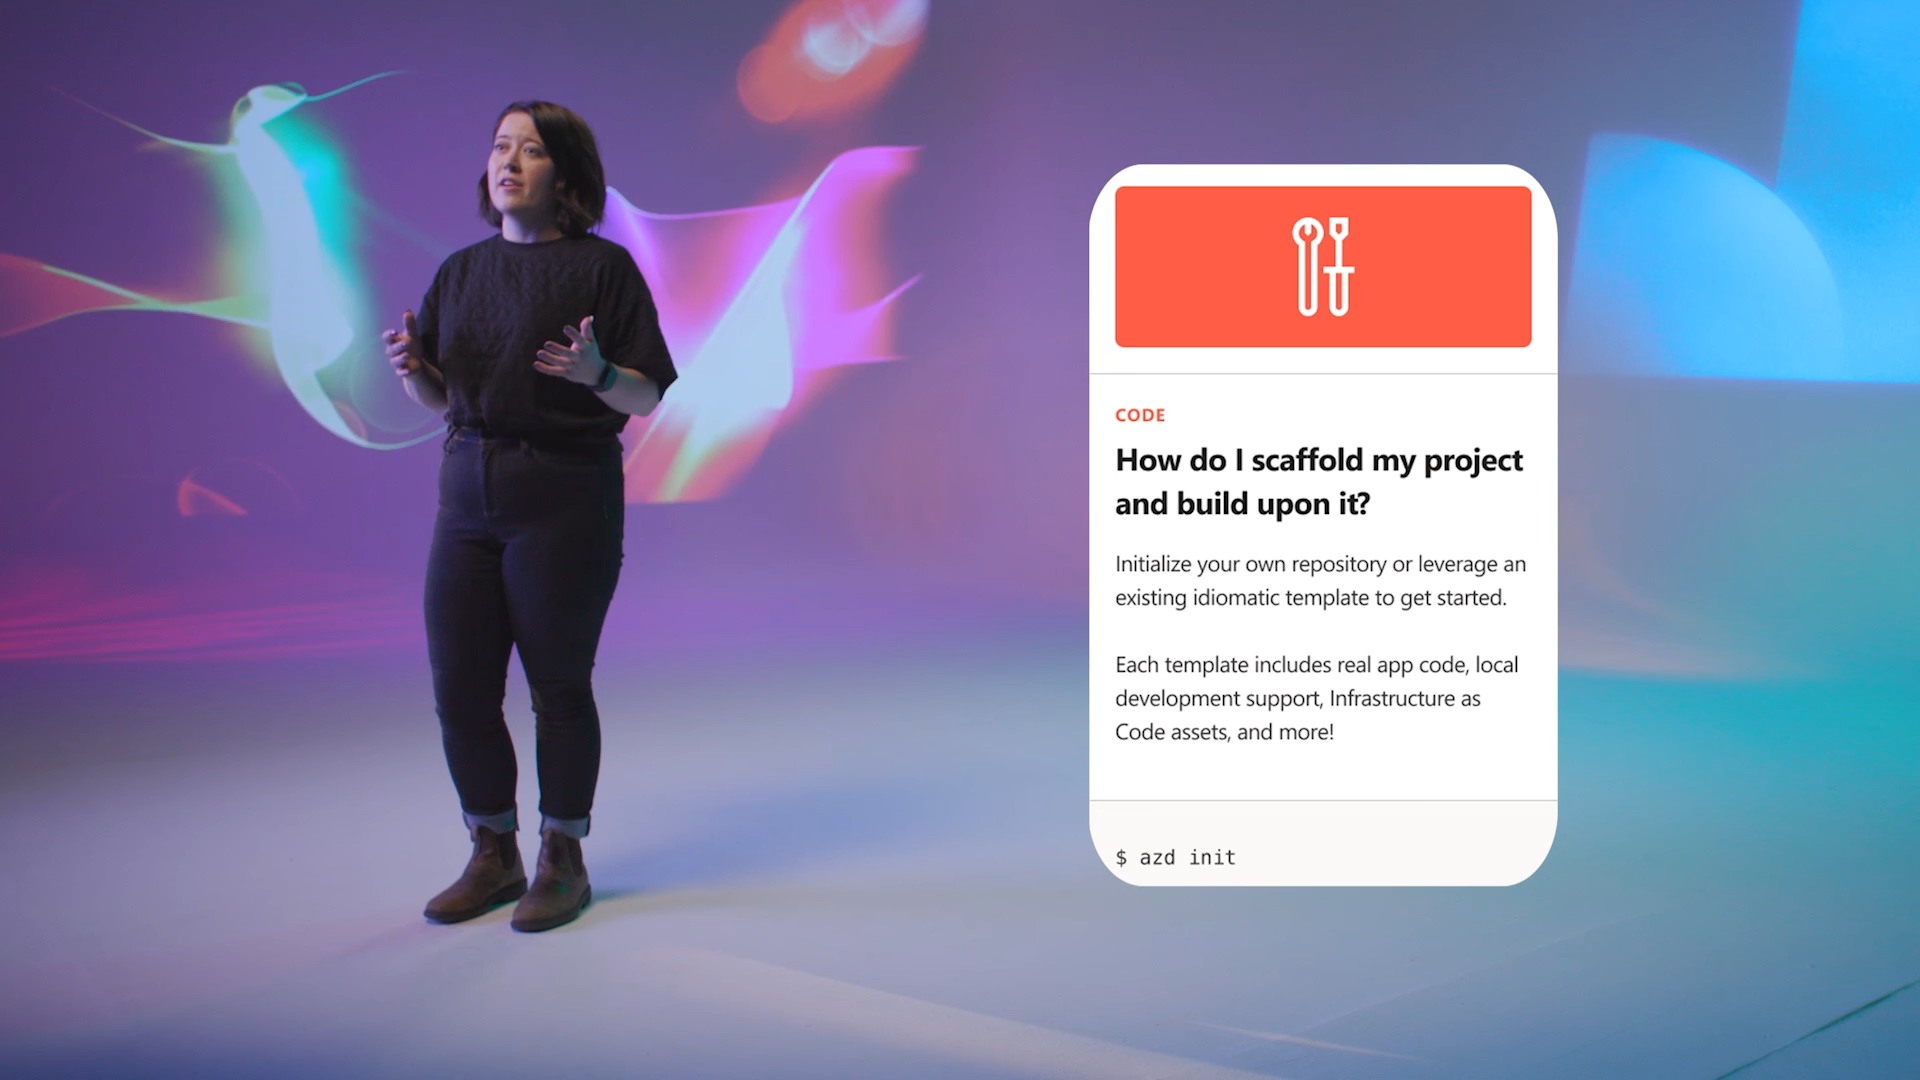 CODE
How do I scaffold my project
and build upon it?
Initialize your own repository or leverage an
existing idiomatic template to get started.
Each template includes real app code, local
development support, Infrastructure as
Code assets, and more!
$ azd init